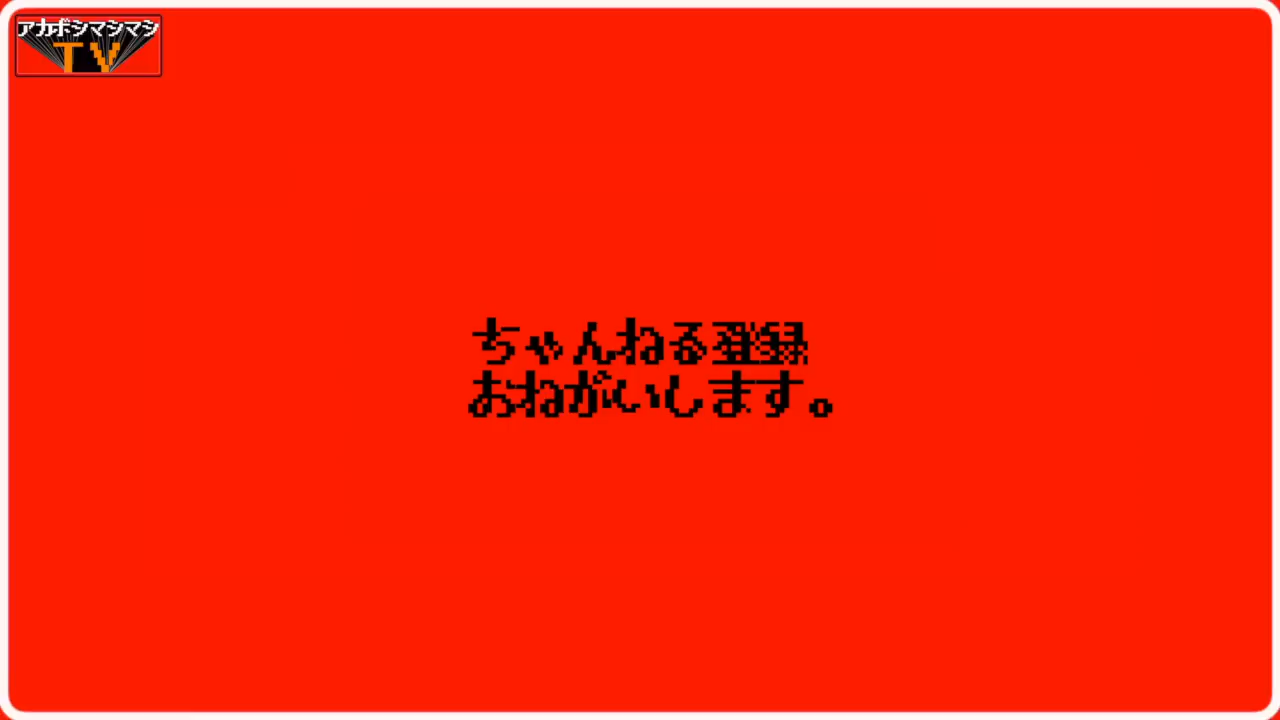 アカボシマシマシ
TV
ちゃんねる登録
おねがいします。